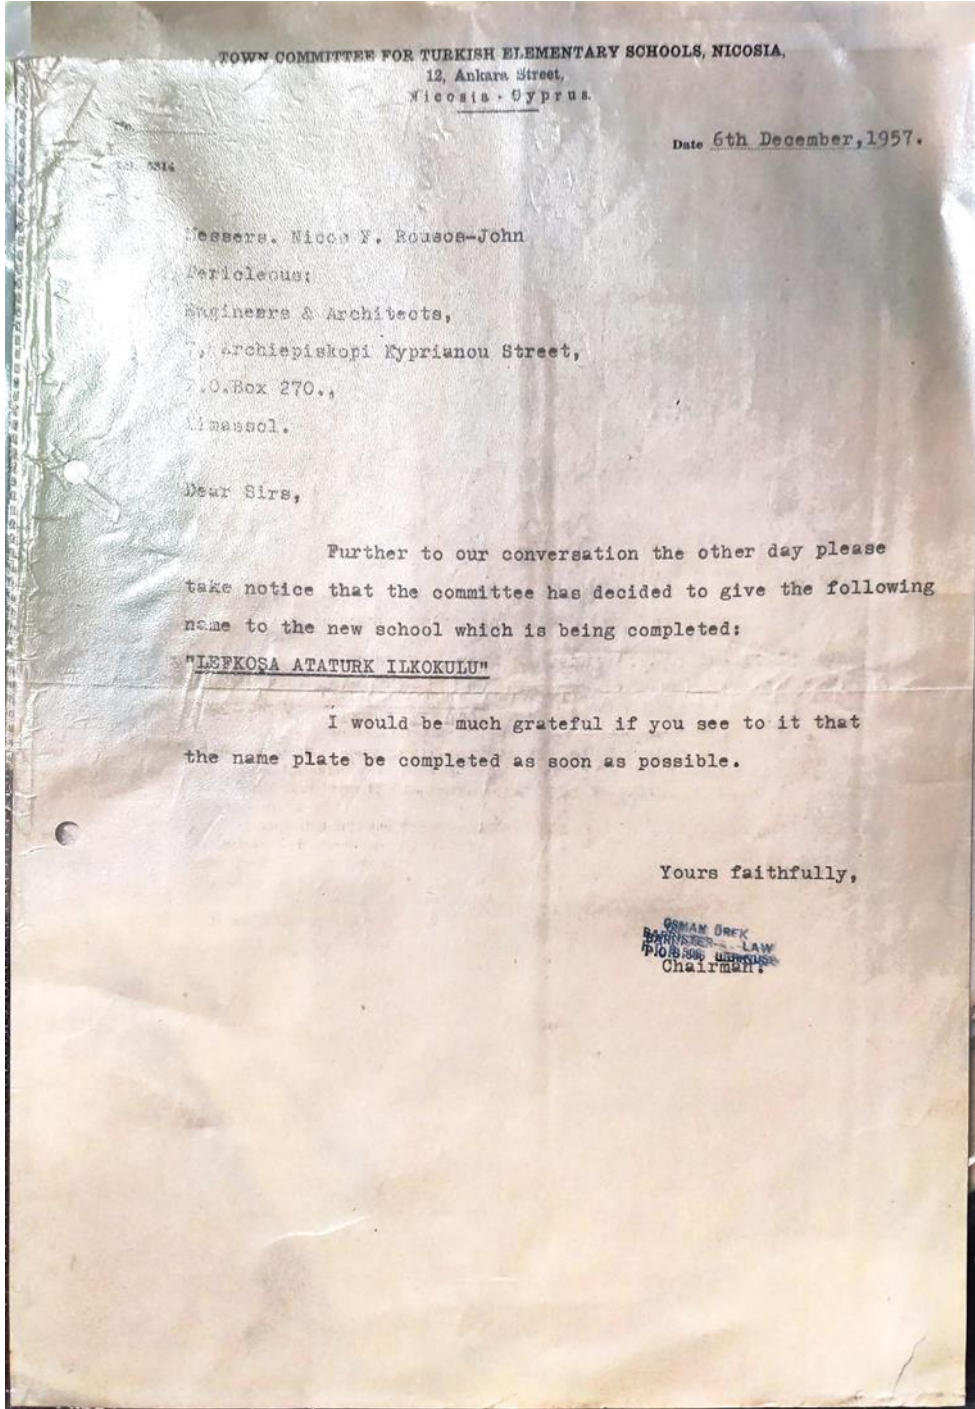 TOWN COMMITTEE FOR TURKISH ELEMENTARY SCHOOLS, NICOSIA,
12, Ankara Street,
Nicosia - Cyprus.
Date 6th December,1957.
Messers. Nicos Y. Rousos-John
Pericleous:
Engineers & Architects,
7, Archiepiskopi Kyprianou Street,
P.O.Box 270.,
Limassol.
Dear Sirs,
Further to our conversation the other day please
take notice that the committee has decided to give the following
name to the new school which is being completed:
"LEFKOŞA ATATURK ILKOKULU"
I would be much grateful if you see to it that
the name plate be completed as soon as possible.
Yours faithfully,
OSMAN ÖREK
BARRISTER LAW
P.O.B.
Chairman.